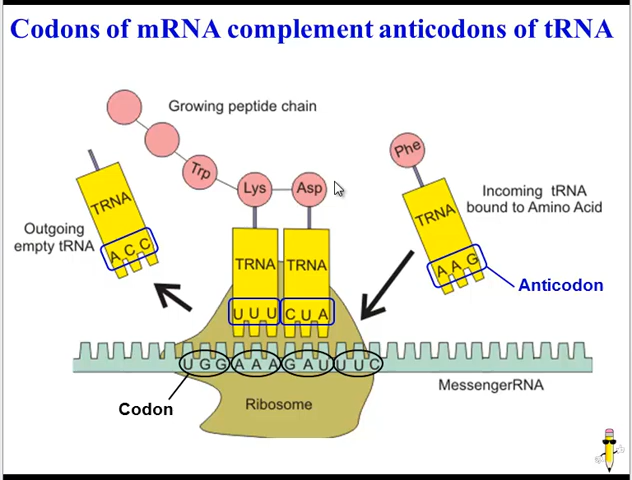 Codons of mRNA complement anticodons of tRNA
Growing peptide chain
Trp
Lys
Asp
Phe
TRNA
Incoming tRNA
bound to Amino Acid
Outgoing
empty tRNA
A C C
TRNA
TRNA
TRNA
A A G
Anticodon
U U U
C U A
U G G A A A G A U U U C
MessengerRNA
Codon
Ribosome